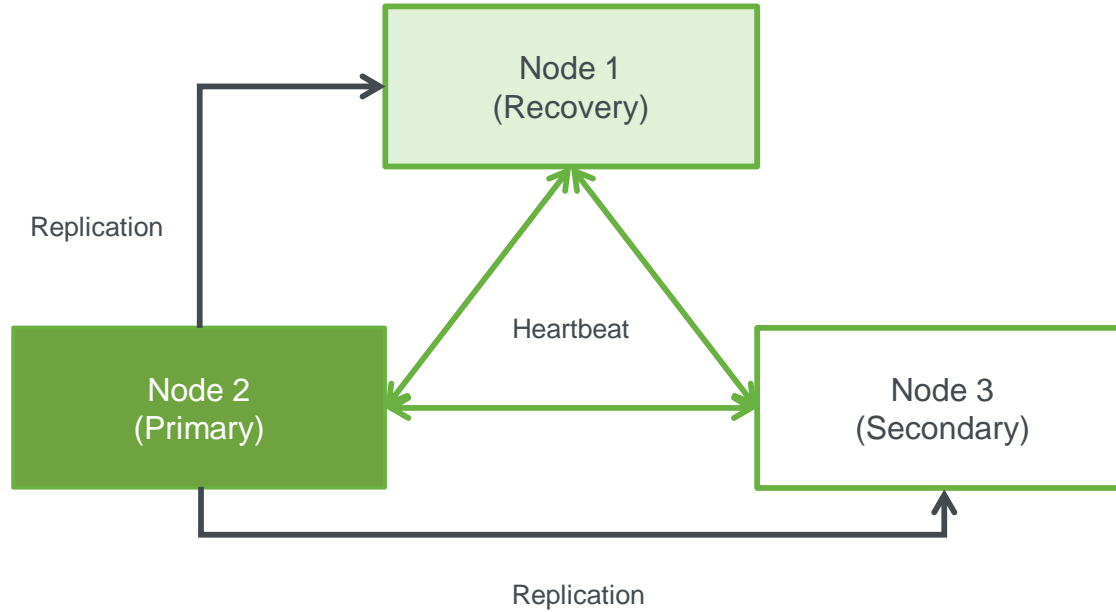 Node 1
(Recovery)
Replication
Heartbeat
Node 2
(Primary)
Node 3
(Secondary)
Replication